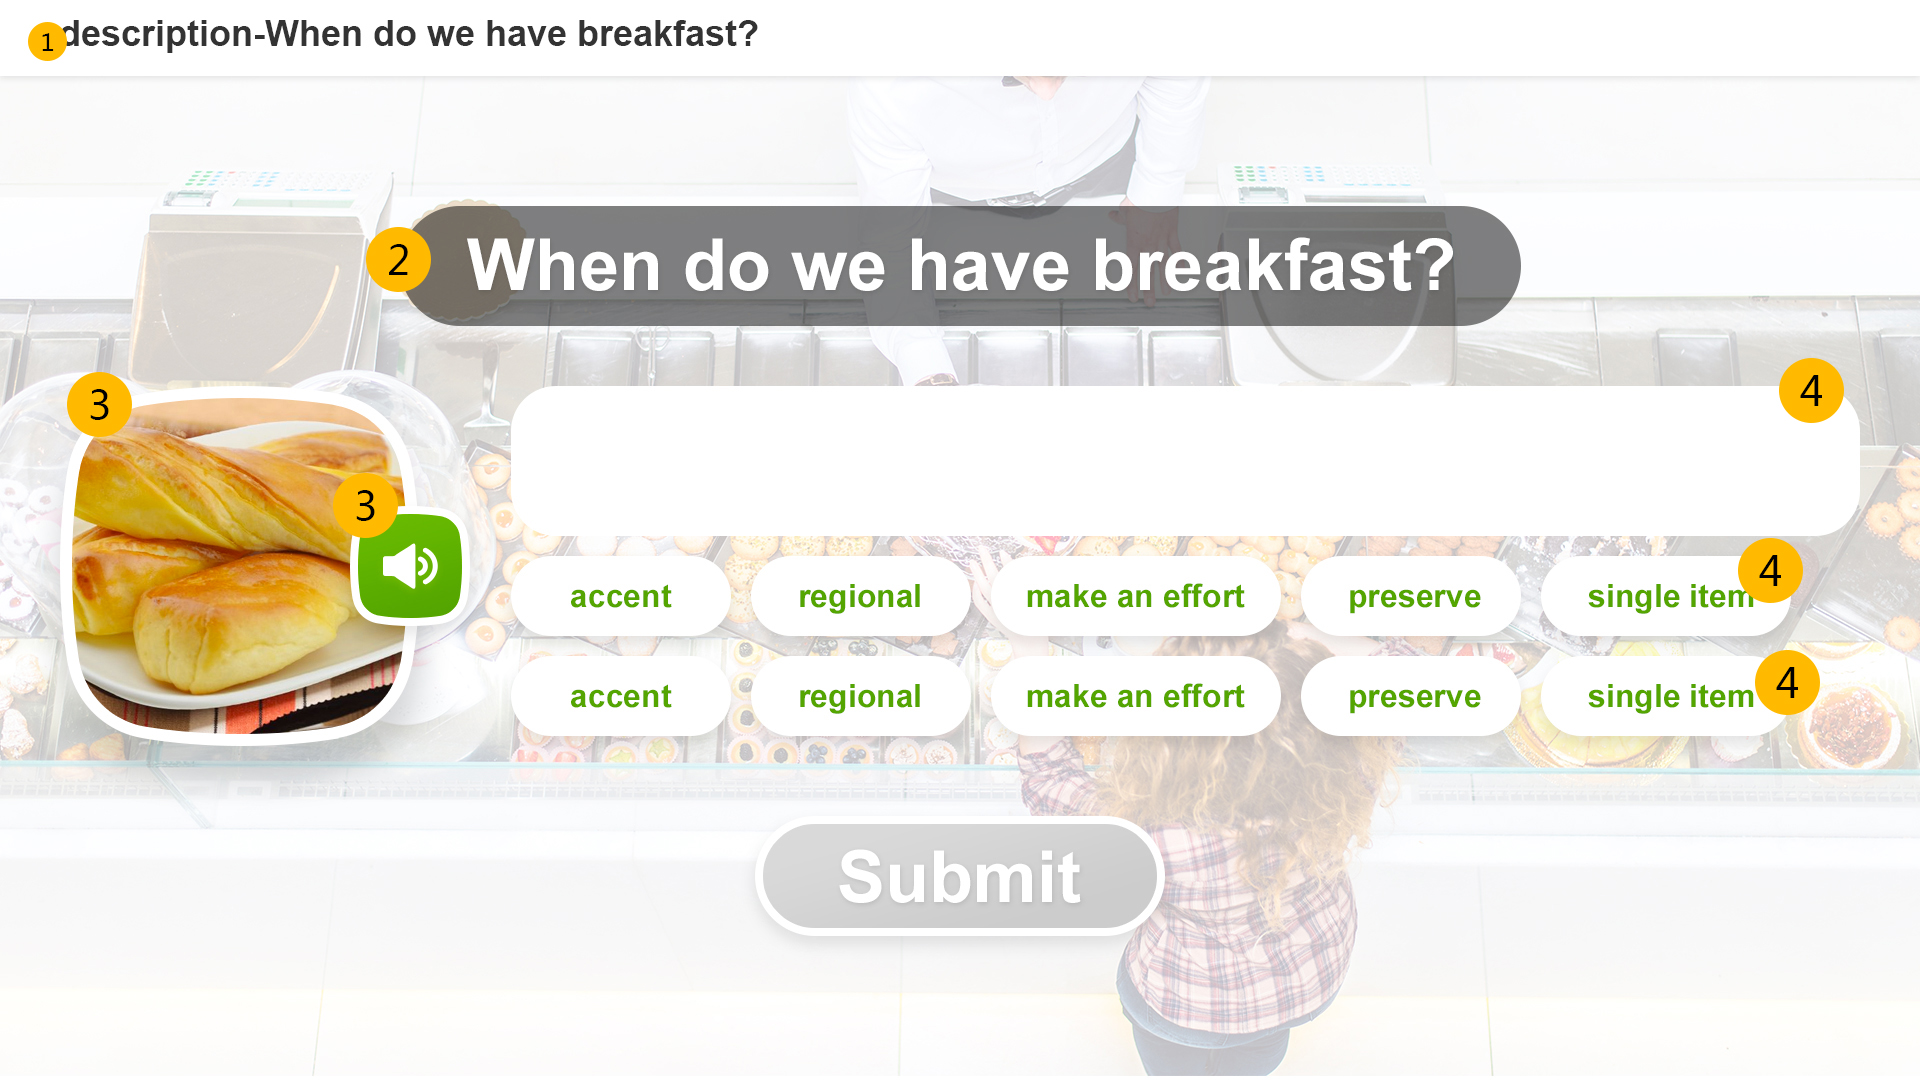 1 description-When do we have breakfast?
2 When do we have breakfast?
3
4
3
accent regional make an effort preserve single item 4
accent regional make an effort preserve single item 4
Submit